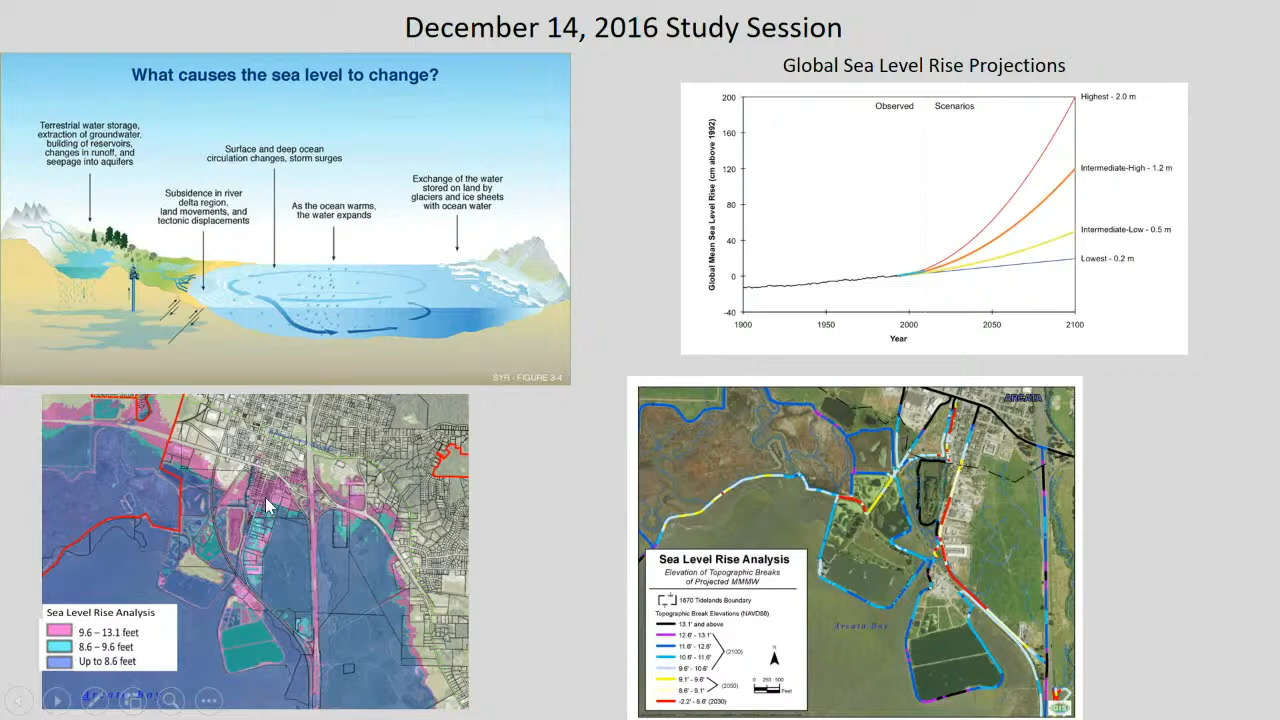 December 14, 2016 Study Session
What causes the sea level to change?
Terrestrial water storage,
extraction of groundwater,
building of reservoirs,
changes in runoff, and
seepage into aquifers
Surface and deep ocean
circulation changes, storm surges
Subsidence in river
delta region,
land movements, and
tectonic displacements
As the ocean warms,
the water expands
Exchange of the water
stored on land by
glaciers and ice sheets
with ocean water
SYR - FIGURE 3-4
Global Sea Level Rise Projections
Global Mean Sea Level Rise (cm above 1992)
200
160
120
80
40
0
-40
Observed
Scenarios
Highest - 2.0 m
Intermediate-High - 1.2 m
Intermediate-Low - 0.5 m
Lowest - 0.2 m
1900
1950
2000
2050
2100
Year
Sea Level Rise Analysis
9.6 – 13.1 feet
8.6 – 9.6 feet
Up to 8.6 feet
Arcata Bay
ARCATA
Arcata Bay
Sea Level Rise Analysis
Elevation of Topographic Breaks
of Projected MMMW
1870 Tidelands Boundary
Topographic Break Elevations (NAVD88)
13.1' and above
12.6' - 13.1'
11.6' - 12.6'
10.6' - 11.6'
9.6' - 10.6'
(2100)
9.1' - 9.6'
8.6' - 9.1'
(2050)
-2.2' - 8.6' (2030)
N
0 250 500
Feet